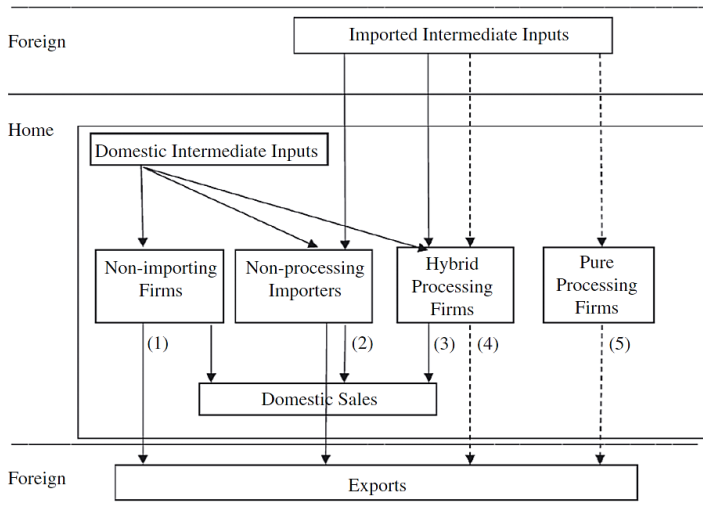 Foreign
Imported Intermediate Inputs
Home
Domestic Intermediate Inputs
Non-importing
Firms
Non-processing
Importers
Hybrid
Processing
Firms
Pure
Processing
Firms
(1)
(2)
(3)
(4)
(5)
Domestic Sales
Foreign
Exports